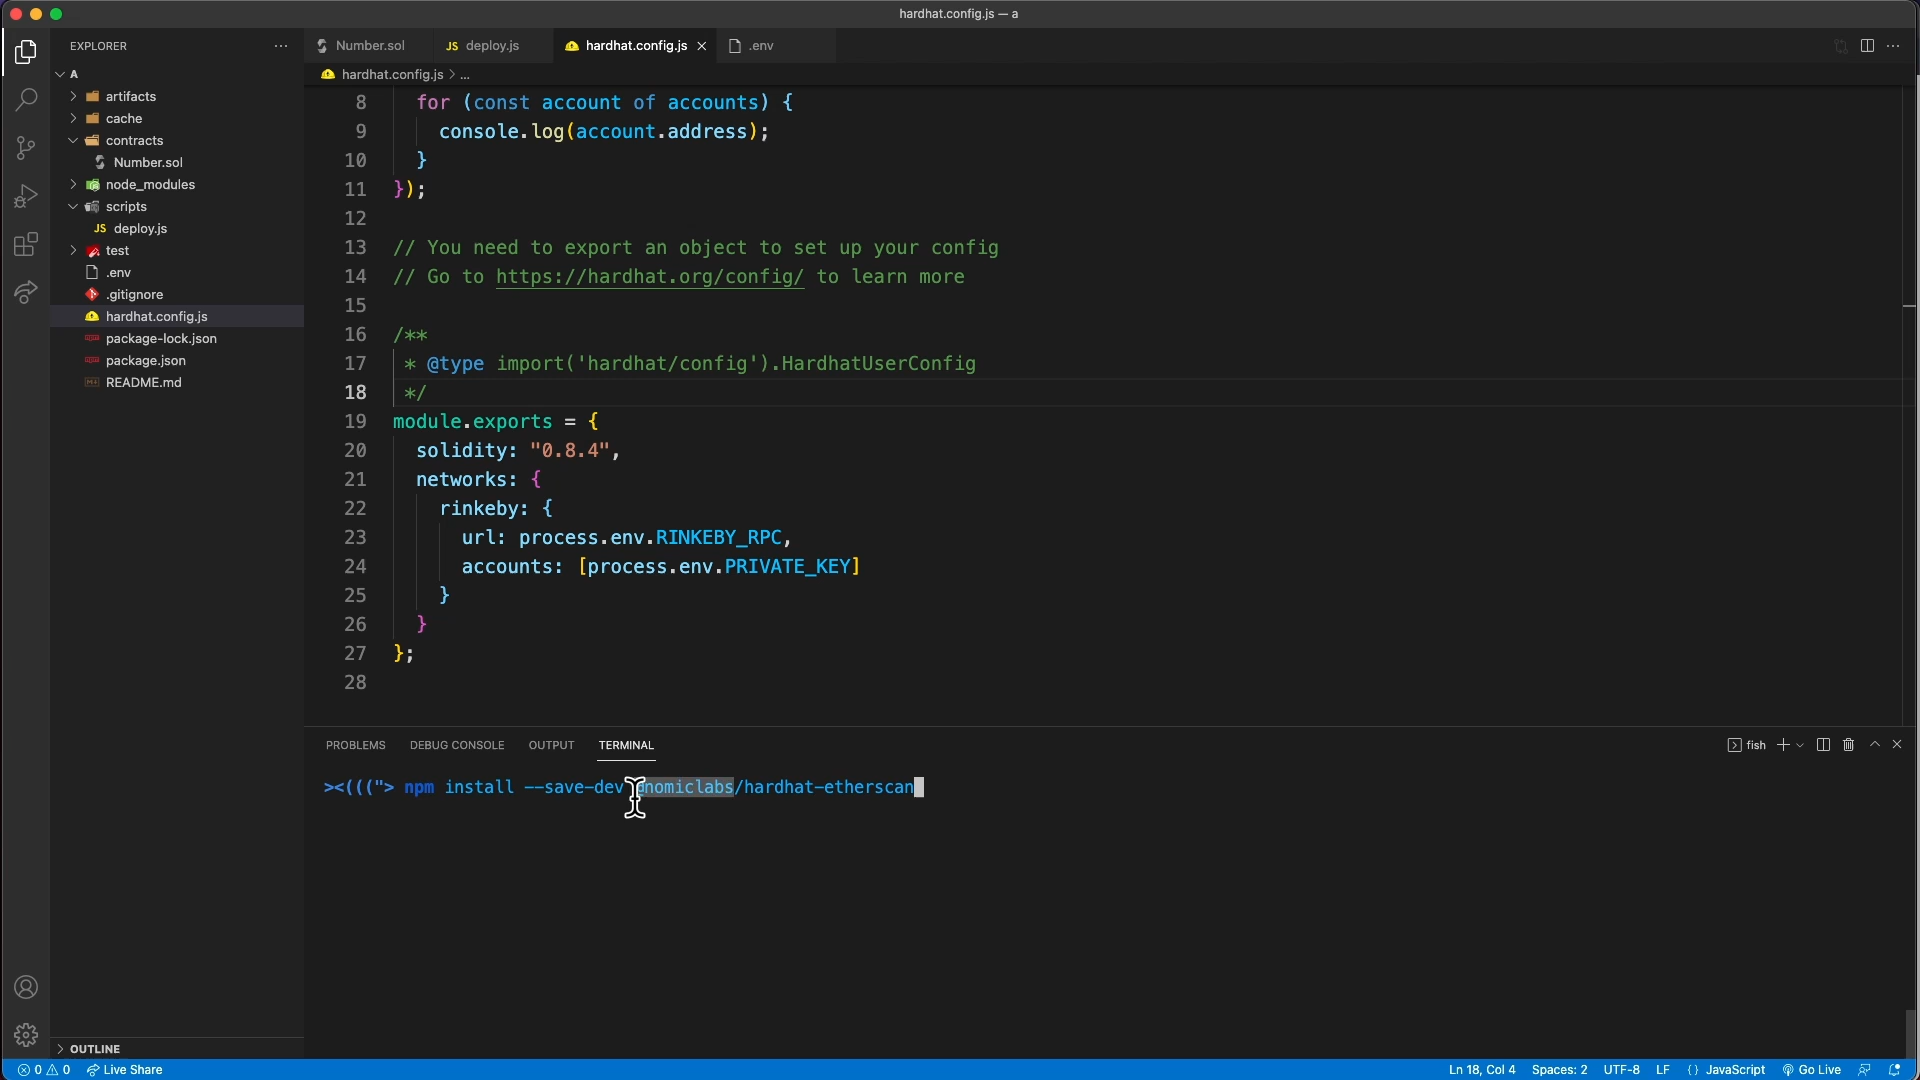 hardhat.config.js — a
EXPLORER
Number.sol
JS deploy.js
hardhat.config.js
.env
A
hardhat.config.js > ...
artifacts
cache
contracts
Number.sol
node_modules
scripts
JS deploy.js
test
.env
.gitignore
hardhat.config.js
package-lock.json
package.json
README.md
8 for (const account of accounts) {
9 console.log(account.address);
10 }
11 });
12
13 // You need to export an object to set up your config
14 // Go to https://hardhat.org/config/ to learn more
15
16 /**
17 * @type import('hardhat/config').HardhatUserConfig
18 */
19 module.exports = {
20 solidity: "0.8.4",
21 networks: {
22 rinkeby: {
23 url: process.env.RINKEBY_RPC,
24 accounts: [process.env.PRIVATE_KEY]
25 }
26 }
27 };
28
PROBLEMS
DEBUG CONSOLE
OUTPUT
TERMINAL
fish
><((("> npm install --save-dev @nomiclabs/hardhat-etherscan
OUTLINE
0 0
Live Share
Ln 18, Col 4
Spaces: 2
UTF-8
LF
{} JavaScript
Go Live